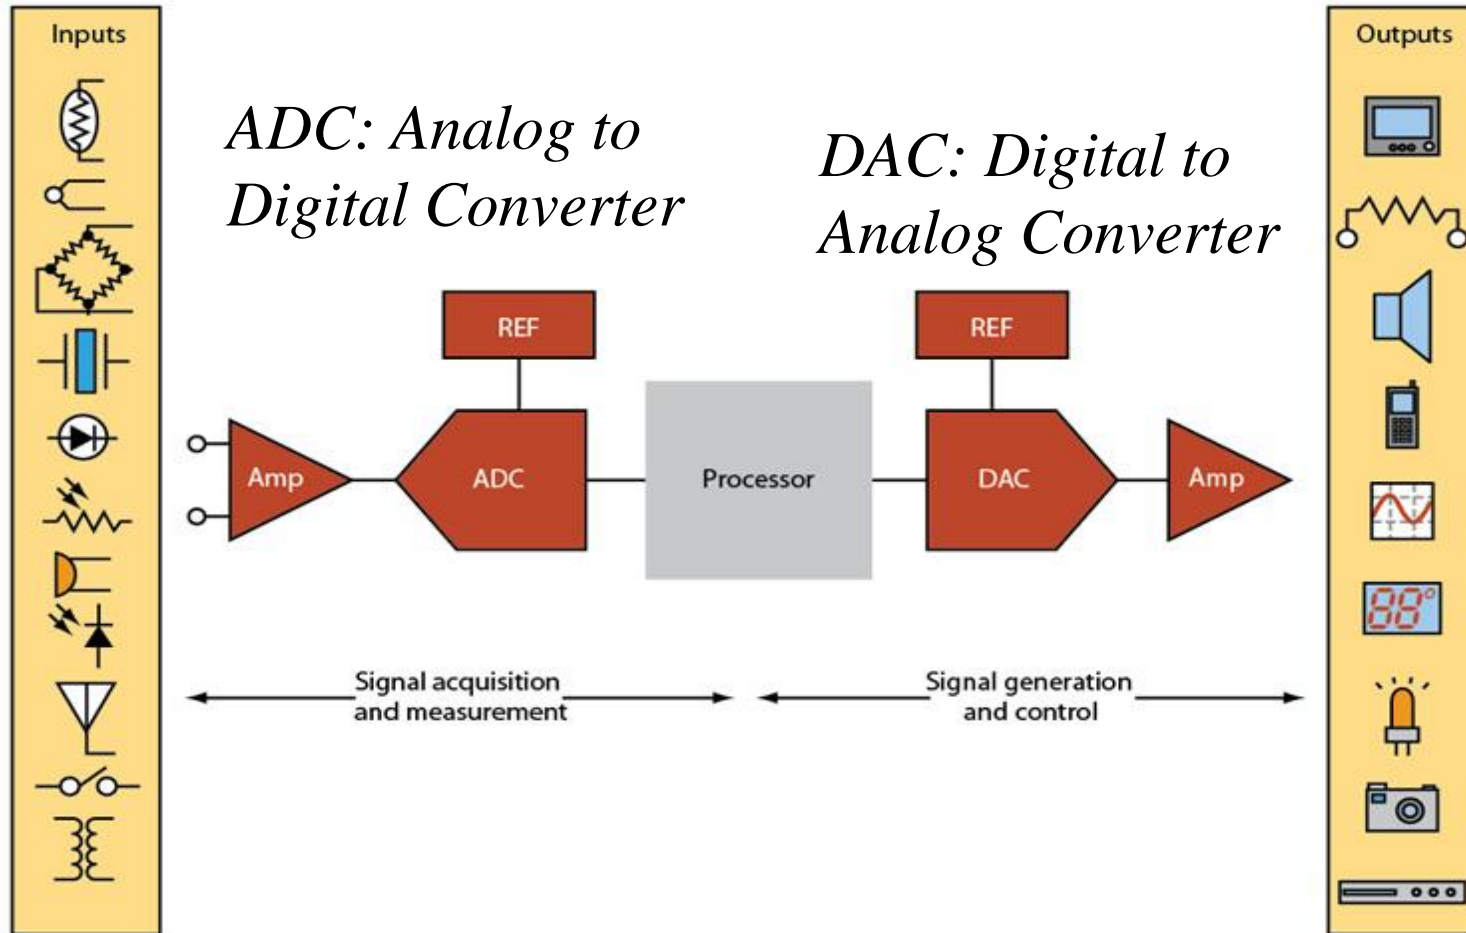 Inputs
Outputs
ADC: Analog to
Digital Converter
DAC: Digital to
Analog Converter
REF
REF
Amp
ADC
Processor
DAC
Amp
Signal acquisition
and measurement
Signal generation
and control
88°